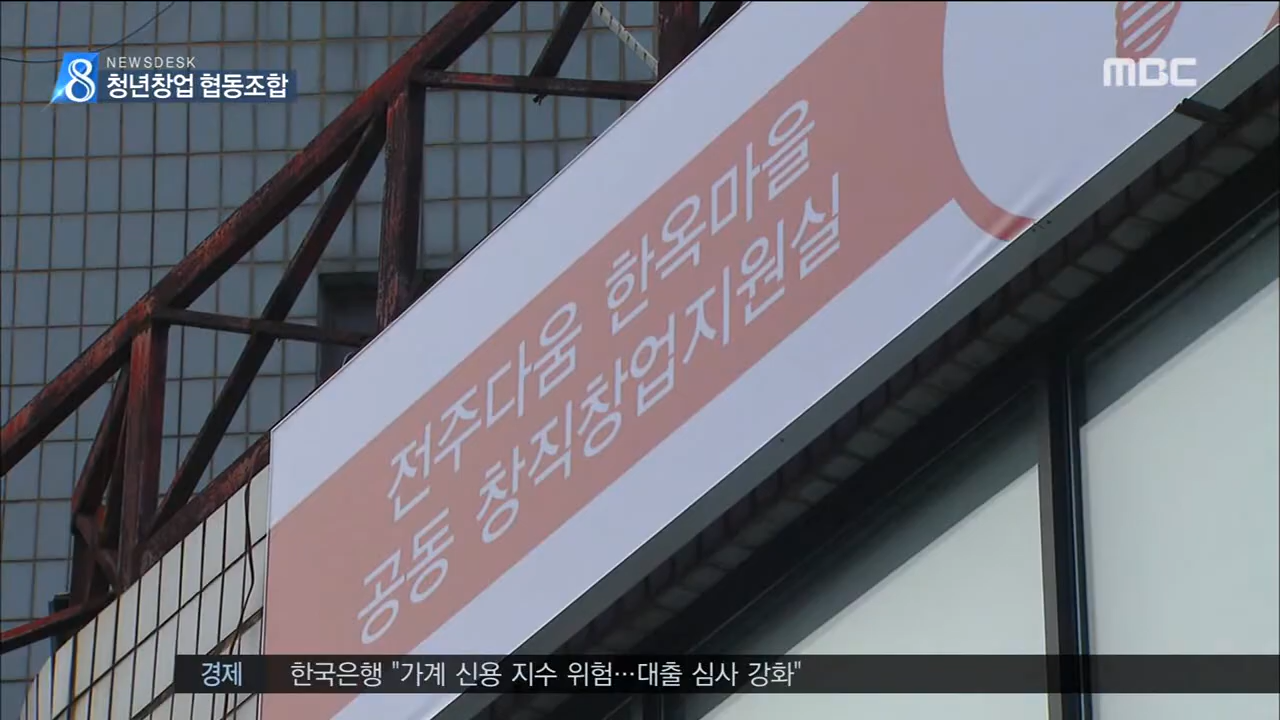 NEWSDESK
8 청년창업 협동조합
MBC
전주다움 한옥마을
공동 창직창업지원실
경제 한국은행 "가계 신용 지수 위험…대출 심사 강화"